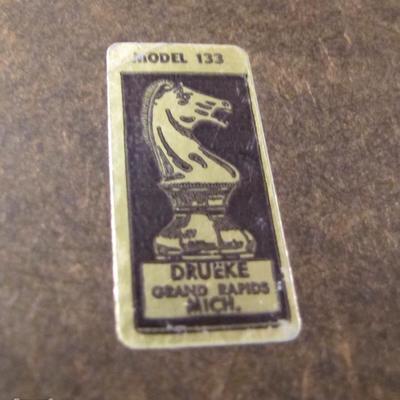 MODEL 133
DRUEKE
GRAND RAPIDS
MICH.